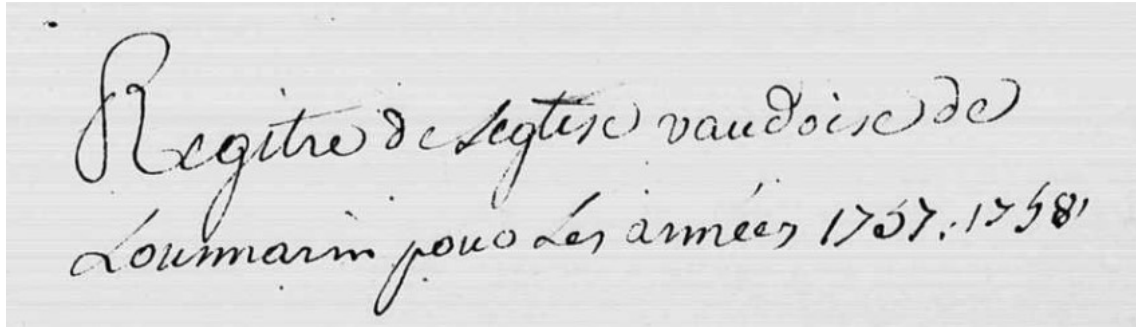 Regitre de leglise vaudoise de
Lourmarin pour Les années 1757. 1758